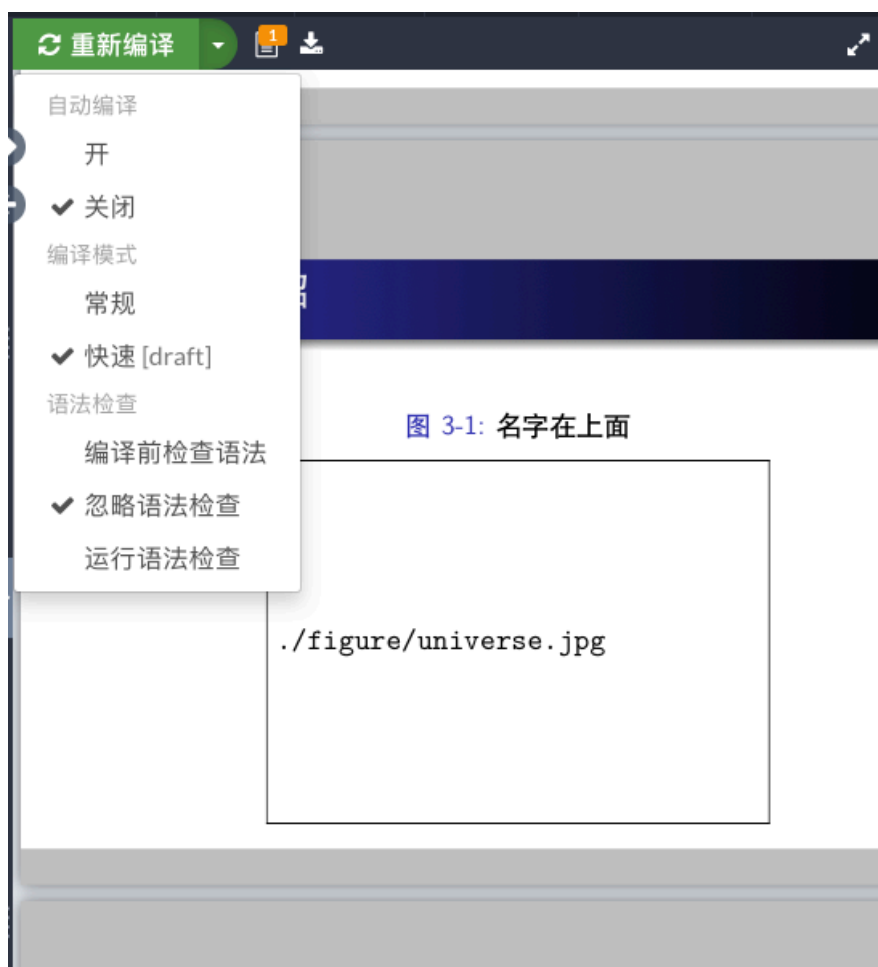 重新编译
1
自动编译
开
关闭
编译模式
常规
快速 [draft]
语法检查
编译前检查语法
忽略语法检查
运行语法检查
图 3-1: 名字在上面
./figure/universe.jpg